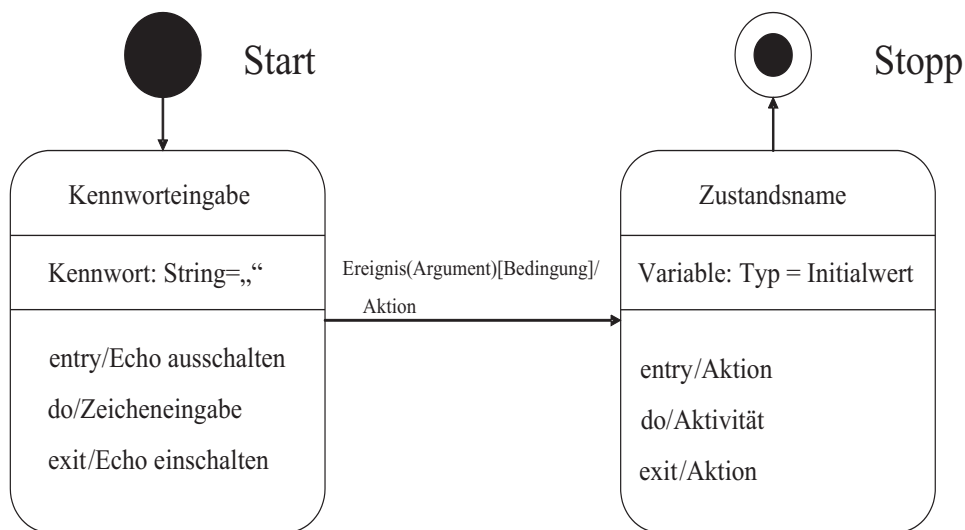 Start
Stopp
Kennworteingabe
Kennwort: String=„“
entry/Echo ausschalten
do/Zeicheneingabe
exit/Echo einschalten
Ereignis(Argument)[Bedingung]/
Aktion
Zustandsname
Variable: Typ = Initialwert
entry/Aktion
do/Aktivität
exit/Aktion